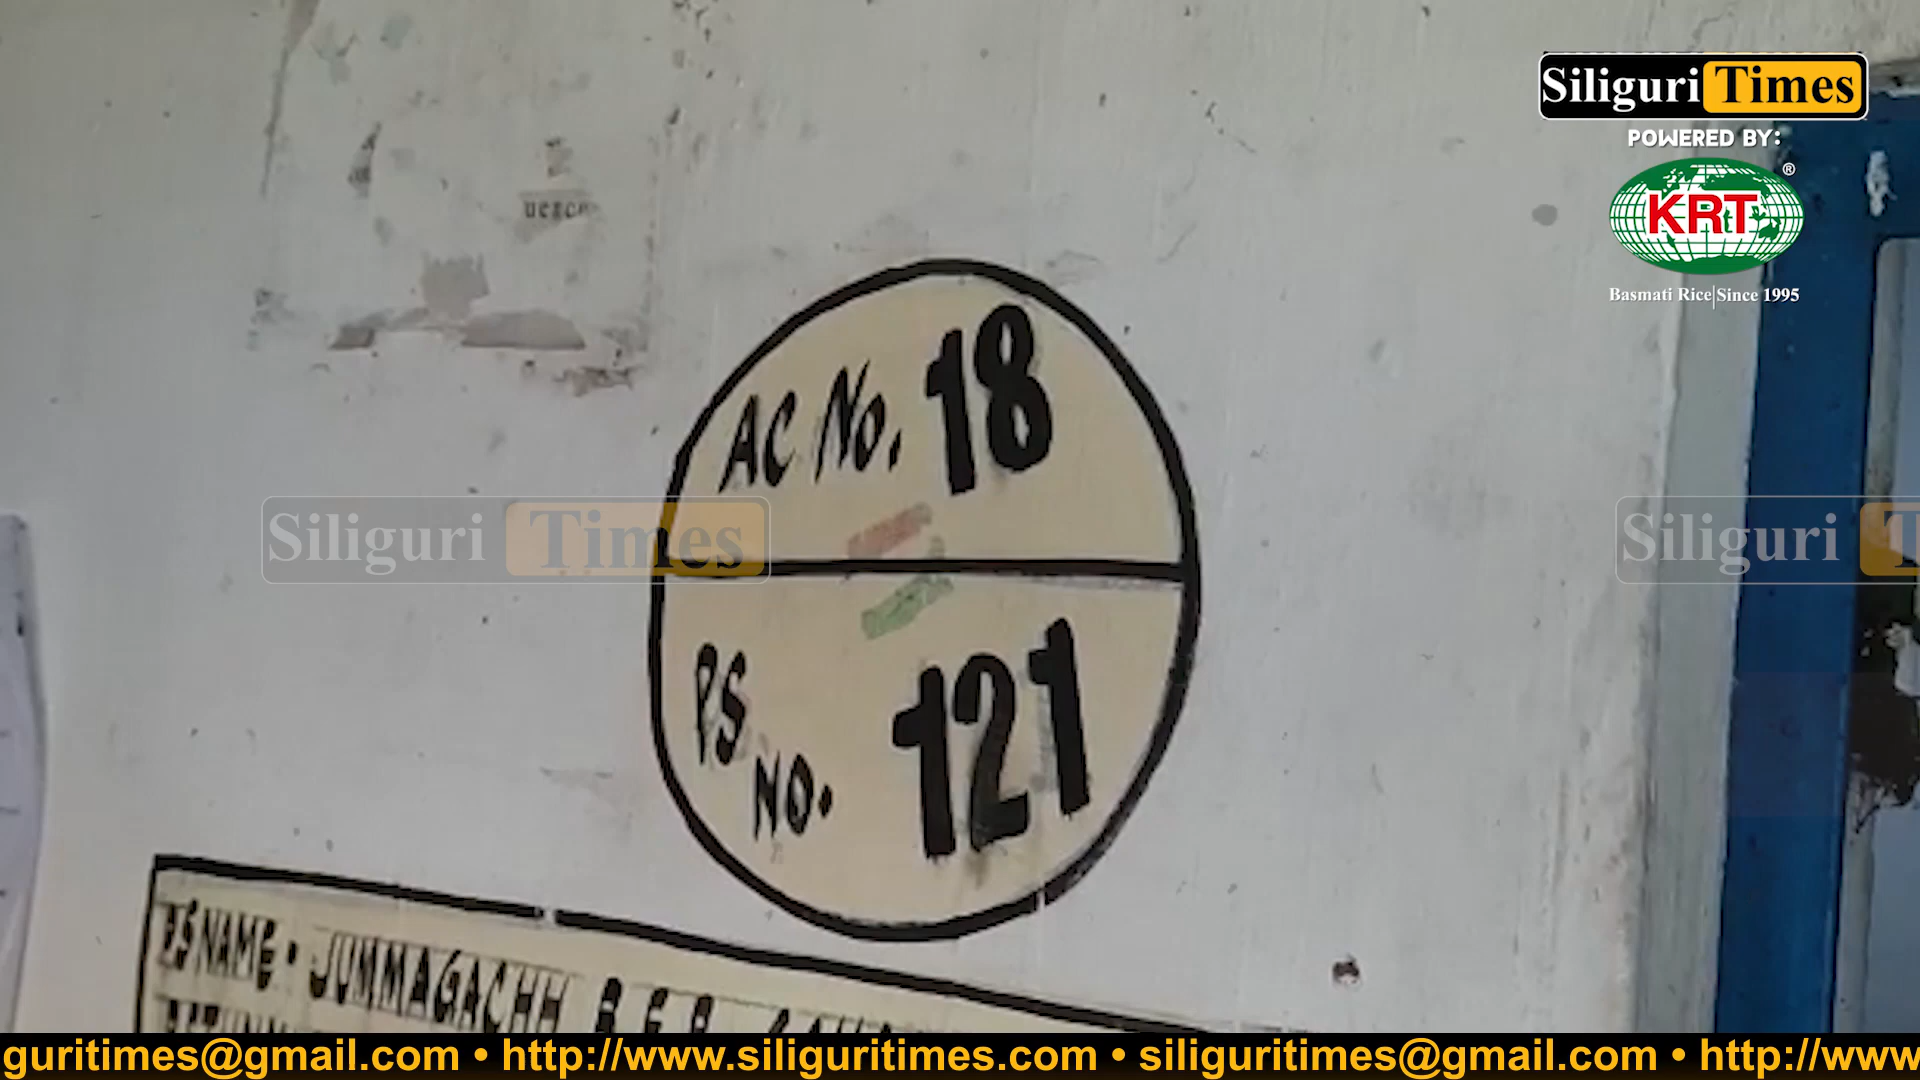 Siliguri Times
POWERED BY:
KRT®
Basmati Rice|Since 1995
AC No. 18
Siliguri Times
Siliguri T
PS
NO. 121
PS NAME: JUMMAGACHH
guritimes@gmail.com • http://www.siliguritimes.com • siliguritimes@gmail.com • http://www